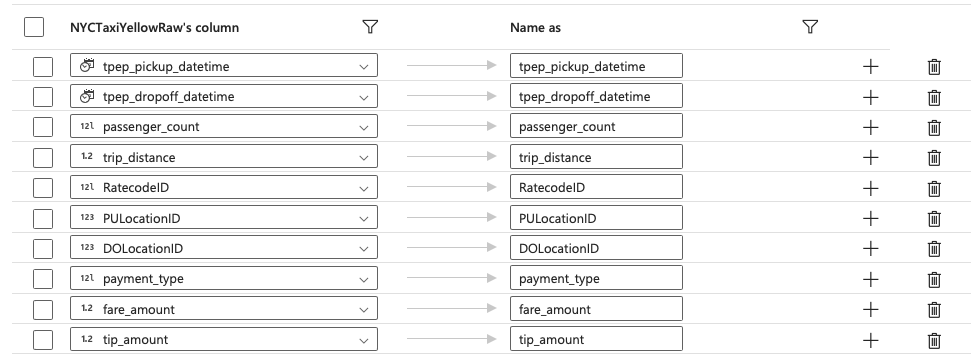 NYCTaxiYellowRaw's column Name as
tpep_pickup_datetime tpep_pickup_datetime
tpep_dropoff_datetime tpep_dropoff_datetime
12l passenger_count passenger_count
1.2 trip_distance trip_distance
12l RatecodeID RatecodeID
123 PULocationID PULocationID
123 DOLocationID DOLocationID
12l payment_type payment_type
1.2 fare_amount fare_amount
1.2 tip_amount tip_amount